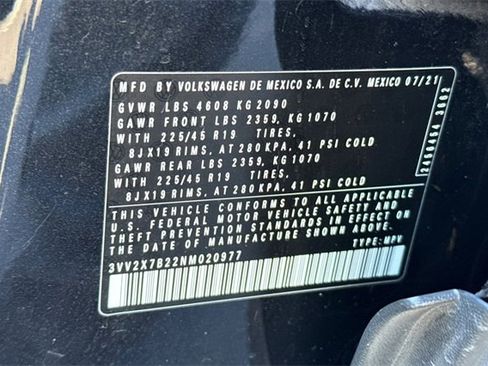 MFD BY VOLKSWAGEN DE MEXICO S.A. DE C.V. MEXICO 07/21
GVWR LBS 4608 KG 2090
GAWR FRONT LBS 2359, KG 1070
WITH 225/45 R19 TIRES,
8JX19 RIMS, AT 280 KPA, 41 PSI COLD
GAWR REAR LBS 2359, KG 1070
WITH 225/45 R19 TIRES,
8JX19 RIMS, AT 280 KPA, 41 PSI COLD
THIS VEHICLE CONFORMS TO ALL APPLICABLE
U.S. FEDERAL MOTOR VEHICLE SAFETY AND
THEFT PREVENTION STANDARDS IN EFFECT ON
THE DATE OF MANUFACTURE SHOWN ABOVE.
3VV2X7B22NM020977 TYPE: MPV
2456454 3002